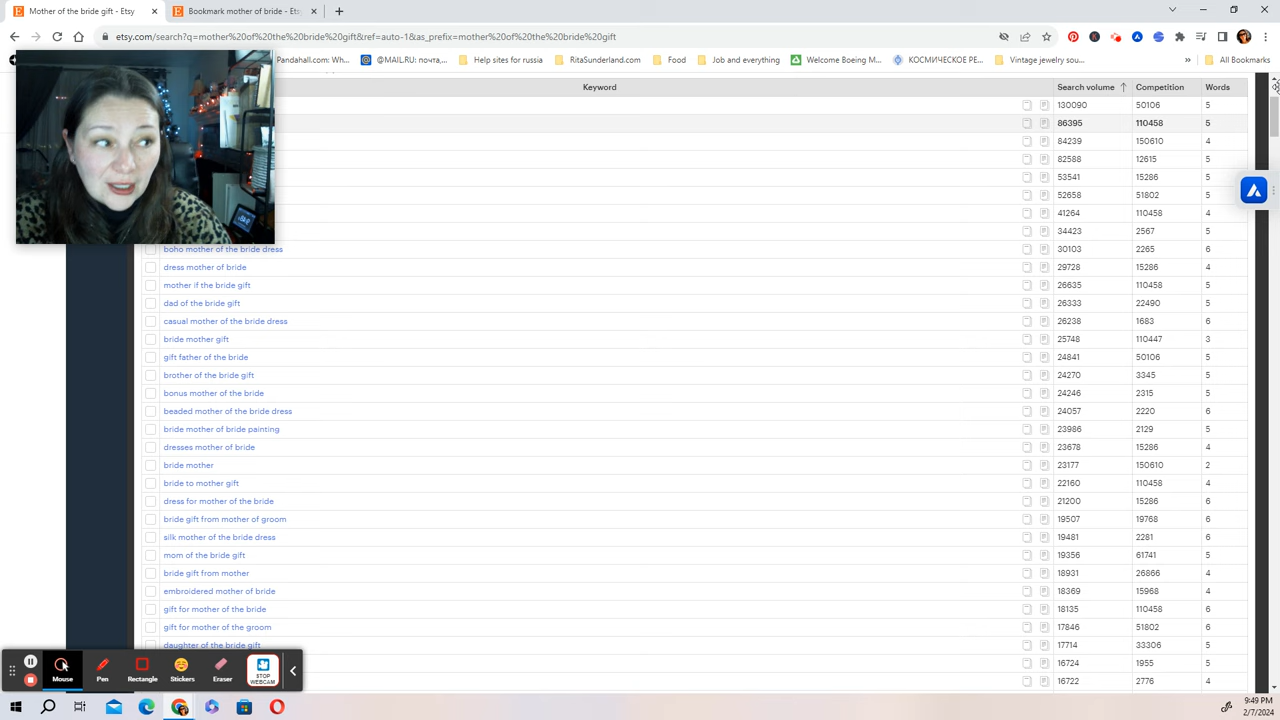 Mother of the bride gift - Etsy
Bookmark mother of bride - Ets
etsy.com/search?q=mother%20of%20the%20bride%20gift&ref=auto-1&as_prefix=mother%20of%20the%20bride%20gift
Pandahall.com: Wh...
@MAIL.RU: почта,...
Help sites for russia
RitaSunderland.com
Food
Job and everything
Welcome Boeing M...
КОСМИЧЕСКОЕ РЕ...
Vintage jewelry sou...
»
All Bookmarks
Keyword Search volume Competition Words
130090 50106 5
86395 110458 5
84239 150610 4
82588 12615 5
53541 15286 5
52658 51802 5
41264 110458 4
34423 2567 5
boho mother of the bride dress 30103 2265 6
dress mother of bride 29728 15286 4
mother if the bride gift 26635 110458 5
dad of the bride gift 26333 22490 5
casual mother of the bride dress 26238 1683 6
bride mother gift 25748 110447 3
gift father of the bride 24841 50106 5
brother of the bride gift 24270 3345 5
bonus mother of the bride 24246 2315 5
beaded mother of the bride dress 24057 2220 6
bride mother of bride painting 23986 2129 5
dresses mother of bride 23678 15286 4
bride mother 23177 150610 2
bride to mother gift 22160 110458 4
dress for mother of the bride 21200 15286 6
bride gift from mother of groom 19507 19768 6
silk mother of the bride dress 19481 2281 6
mom of the bride gift 19356 61741 5
bride gift from mother 18931 26866 4
embroidered mother of bride 18369 15968 4
gift for mother of the bride 18135 110458 6
gift for mother of the groom 17846 51802 6
daughter of the bride gift 17714 33306 5
16724 1955 5
16722 2776 4
Mouse
Pen
Rectangle
Stickers
Eraser
STOP
WEBCAM
9:49 PM
2/7/2024